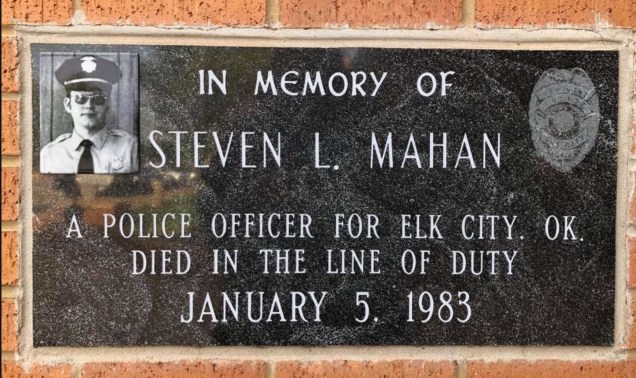 IN MEMORY OF
STEVEN L. MAHAN
A POLICE OFFICER FOR ELK CITY. OK.
DIED IN THE LINE OF DUTY
JANUARY 5. 1983